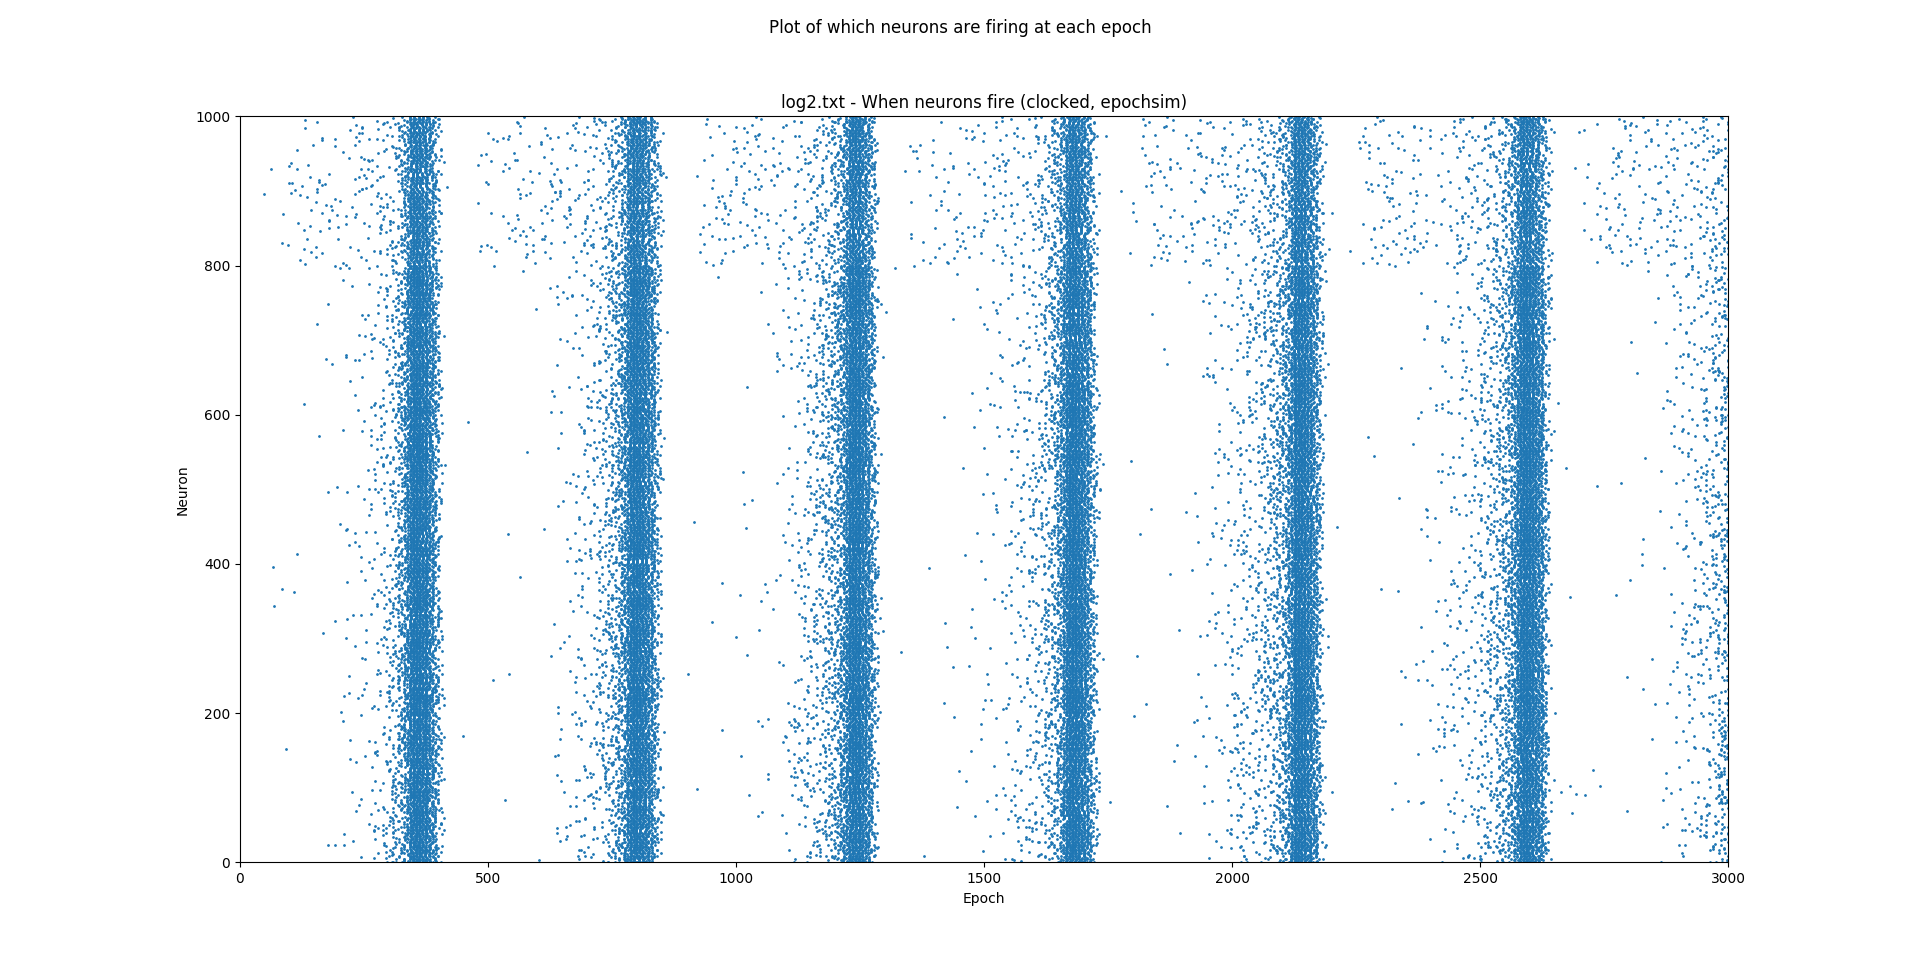 Plot of which neurons are firing at each epoch
log2.txt - When neurons fire (clocked, epochsim)
1000
800
600
400
200
0
Neuron
0 500 1000 1500 2000 2500 3000
Epoch